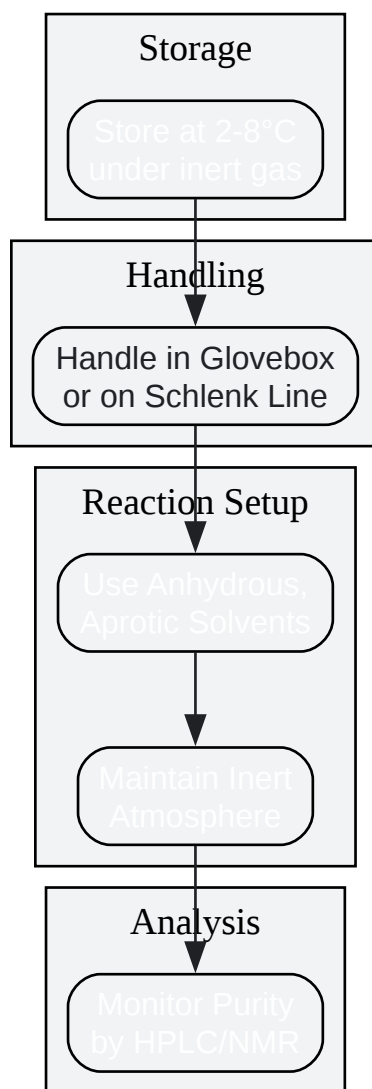 Storage
Store at 2-8°C
under inert gas
Handling
Handle in Glovebox
or on Schlenk Line
Reaction Setup
Use Anhydrous,
Aprotic Solvents
Maintain Inert
Atmosphere
Analysis
Monitor Purity
by HPLC/NMR